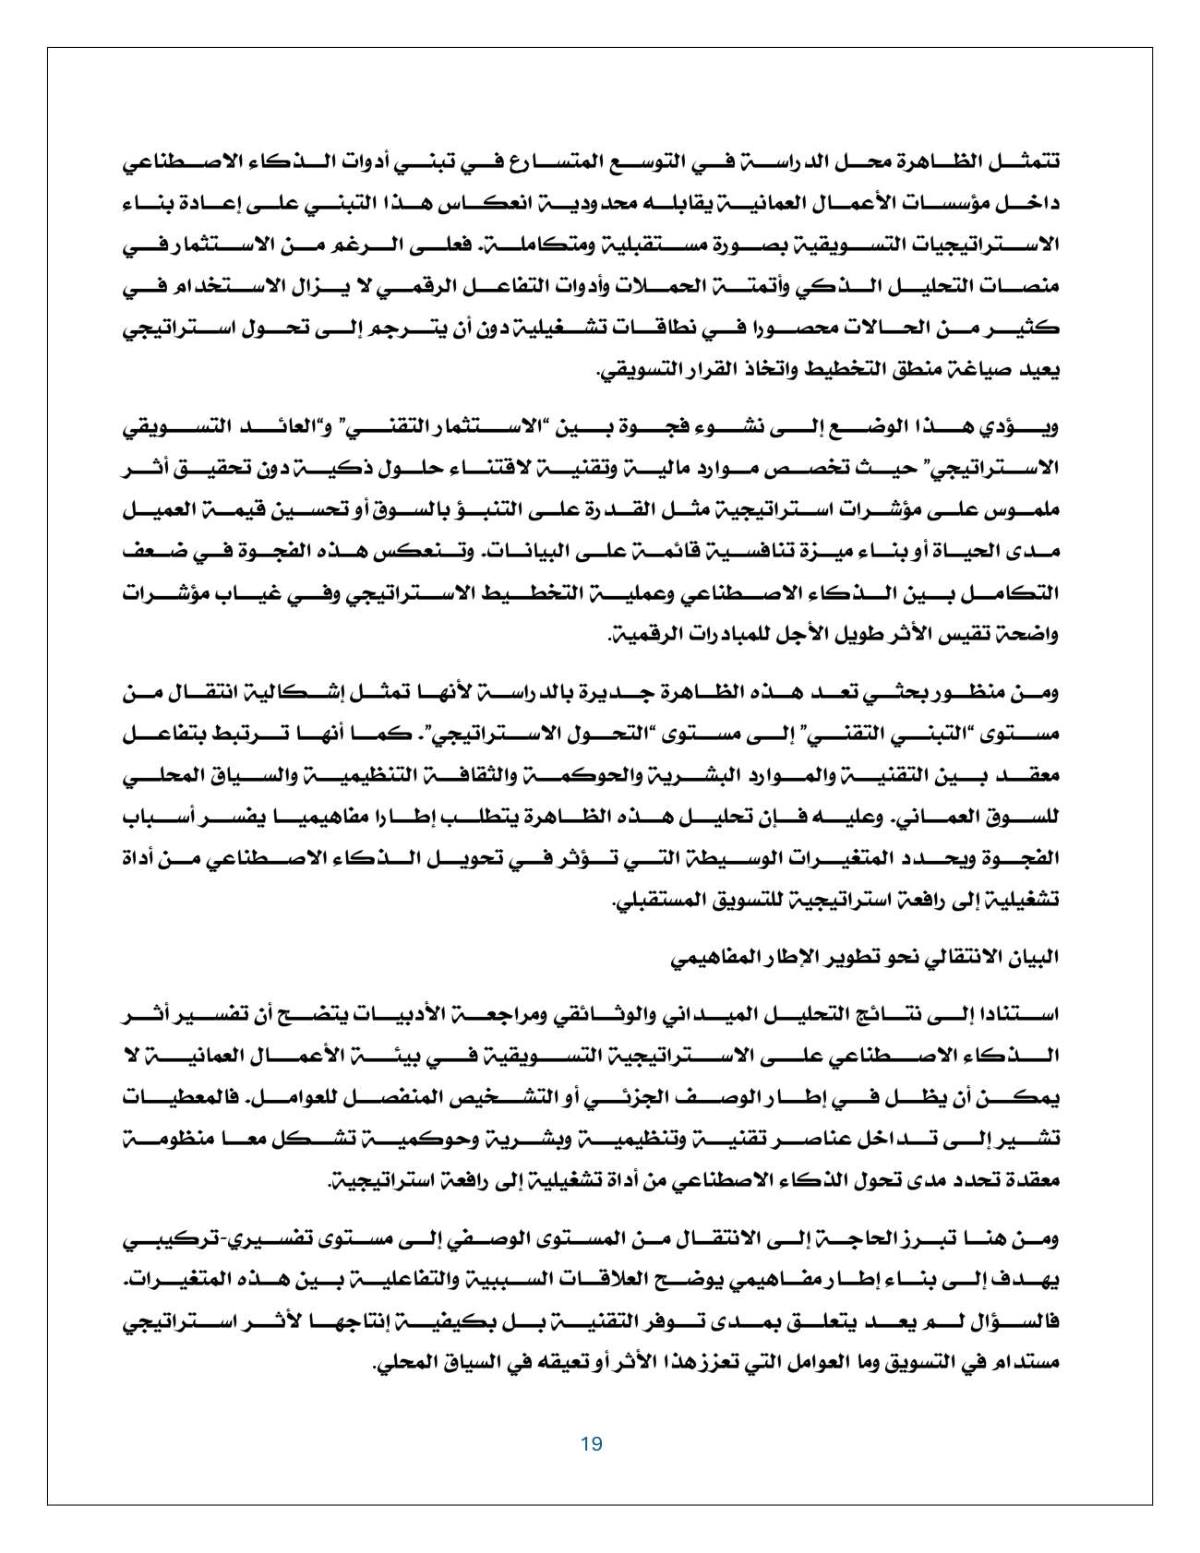 تتمثل الظاهرة محل الدراسة في التوسع المتسارع في تبني أدوات الذكاء الاصطناعي
داخل مؤسسات الأعمال العمانية يقابله محدودية انعكاس هذا التبني على إعادة بناء
الاستراتيجيات التسويقية بصورة مستقبلية ومتكاملة. فعلى الرغم من الاستثمار في
منصات التحليل الذكي وأتمتة الحملات وأدوات التفاعل الرقمي لا يزال الاستخدام في
كثير من الحالات محصورا في نطاقات تشغيلية دون أن يترجم إلى تحول استراتيجي
يعيد صياغة منطق التخطيط واتخاذ القرار التسويقي.
ويؤدي هذا الوضع إلى نشوء فجوة بين “الاستثمار التقني” و“العائد التسويقي
الاستراتيجي” حيث تخصص موارد مالية وتقنية لاقتناء حلول ذكية دون تحقيق أثر
ملموس على مؤشرات استراتيجية مثل القدرة على التنبؤ بالسوق أو تحسين قيمة العميل
مدى الحياة أو بناء ميزة تنافسية قائمة على البيانات. وتنعكس هذه الفجوة في ضعف
التكامل بين الذكاء الاصطناعي وعملية التخطيط الاستراتيجي وفي غياب مؤشرات
واضحة تقيس الأثر طويل الأجل للمبادرات الرقمية.
ومن منظور بحثي تعد هذه الظاهرة جديرة بالدراسة لأنها تمثل إشكالية انتقال من
مستوى “التبني التقني” إلى مستوى “التحول الاستراتيجي”. كما أنها ترتبط بتفاعل
معقد بين التقنية والموارد البشرية والحوكمة والثقافة التنظيمية والسياق المحلي
للسوق العماني. وعليه فإن تحليل هذه الظاهرة يتطلب إطارا مفاهيميا يفسر أسباب
الفجوة ويحدد المتغيرات الوسيطة التي تؤثر في تحويل الذكاء الاصطناعي من أداة
تشغيلية إلى رافعة استراتيجية للتسويق المستقبلي.
البيان الانتقالي نحو تطوير الإطار المفاهيمي
استنادا إلى نتائج التحليل الميداني والوثائقي ومراجعة الأدبيات يتضح أن تفسير أثر
الذكاء الاصطناعي على الاستراتيجية التسويقية في بيئة الأعمال العمانية لا
يمكن أن يظل في إطار الوصف الجزئي أو التشخيص المنفصل للعوامل. فالمعطيات
تشير إلى تداخل عناصر تقنية وتنظيمية وبشرية وحوكمية تشكل معا منظومة
معقدة تحدد مدى تحول الذكاء الاصطناعي من أداة تشغيلية إلى رافعة استراتيجية.
ومن هنا تبرز الحاجة إلى الانتقال من المستوى الوصفي إلى مستوى تفسيري-تركيبي
يهدف إلى بناء إطار مفاهيمي يوضح العلاقات السببية والتفاعلية بين هذه المتغيرات.
فالسؤال لم يعد يتعلق بمدى توفر التقنية بل بكيفية إنتاجها لأثر استراتيجي
مستدام في التسويق وما العوامل التي تعزز هذا الأثر أو تعيقه في السياق المحلي.
19